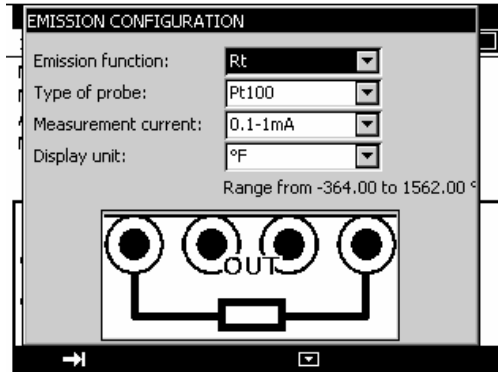 EMISSION CONFIGURATION
Emission function: Rt
Type of probe: Pt100
Measurement current: 0.1-1mA
Display unit: °F
Range from -364.00 to 1562.00 °
OUT